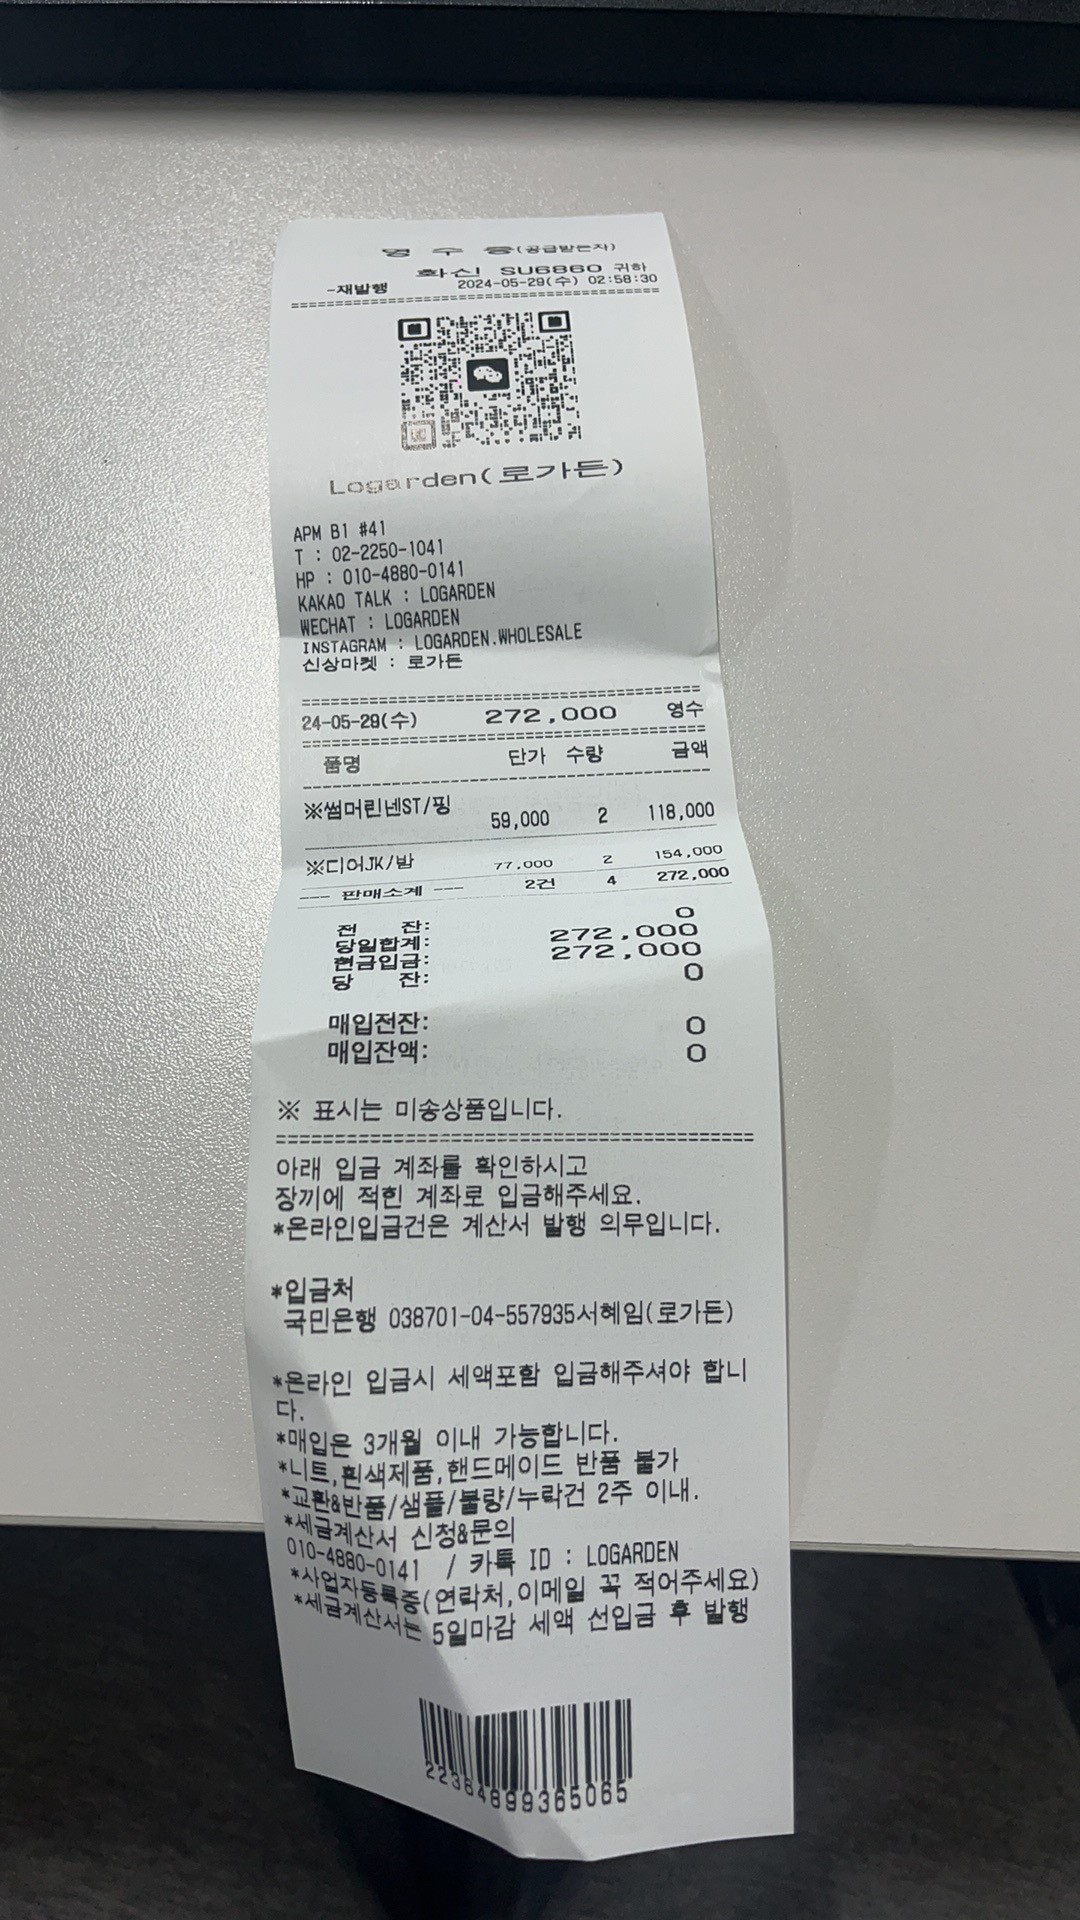 영 수 증(공급받는자)
화신 SU6860 귀하
-재발행 2024-05-29(수) 02:58:30
Logarden(로가든)
APM B1 #41
T : 02-2250-1041
HP : 010-4880-0141
KAKAO TALK : LOGARDEN
WECHAT : LOGARDEN
INSTAGRAM : LOGARDEN.WHOLESALE
신상마켓 : 로가든
24-05-29(수) 272,000 영수
품명 단가 수량 금액
※썸머린넨ST/핑 59,000 2 118,000
※디어JK/밤 77,000 2 154,000
--- 판매소계 --- 2건 4 272,000
전 잔: 0
당일합계: 272,000
현금입금: 272,000
당 잔: 0
매입전잔: 0
매입잔액: 0
※ 표시는 미송상품입니다.
아래 입금 계좌를 확인하시고
장끼에 적힌 계좌로 입금해주세요.
*온라인입금건은 계산서 발행 의무입니다.
*입금처
국민은행 038701-04-557935서혜임(로가든)
*온라인 입금시 세액포함 입금해주셔야 합니
다.
*매입은 3개월 이내 가능합니다.
*니트,흰색제품,핸드메이드 반품 불가
*교환&반품/샘플/불량/누락건 2주 이내.
*세금계산서 신청&문의
010-4880-0141 / 카톡 ID : LOGARDEN
*사업자등록증(연락처,이메일 꼭 적어주세요)
*세금계산서는 5일마감 세액 선입금 후 발행
22364899365065